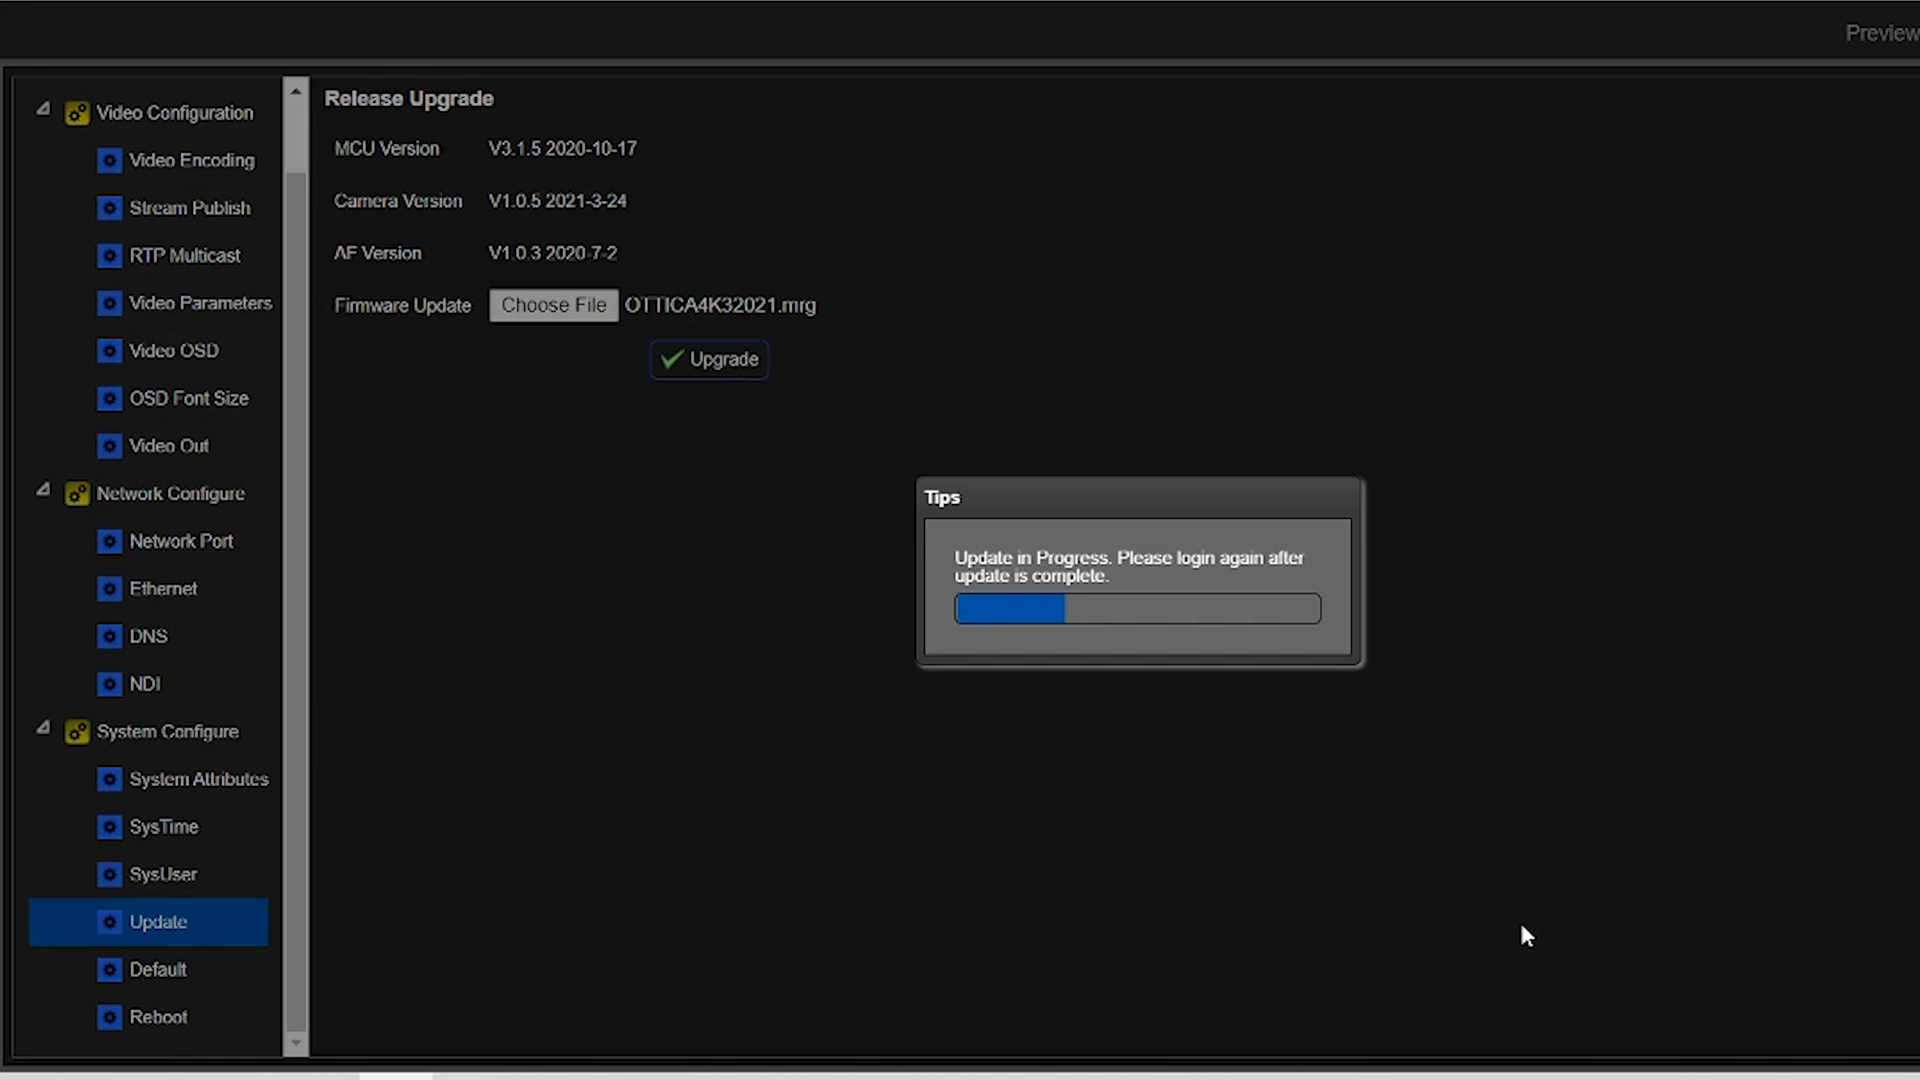 Preview
Video Configuration
Video Encoding
Stream Publish
RTP Multicast
Video Parameters
Video OSD
OSD Font Size
Video Out
Network Configure
Network Port
Ethernet
DNS
NDI
System Configure
System Attributes
SysTime
SysUser
Update
Default
Reboot
Release Upgrade
MCU Version V3.1.5 2020-10-17
Camera Version V1.0.5 2021-3-24
AF Version V1.0.3 2020-7-2
Firmware Update Choose File OTTICA4K32021.mrg
Upgrade
Tips
Update in Progress. Please login again after
update is complete.